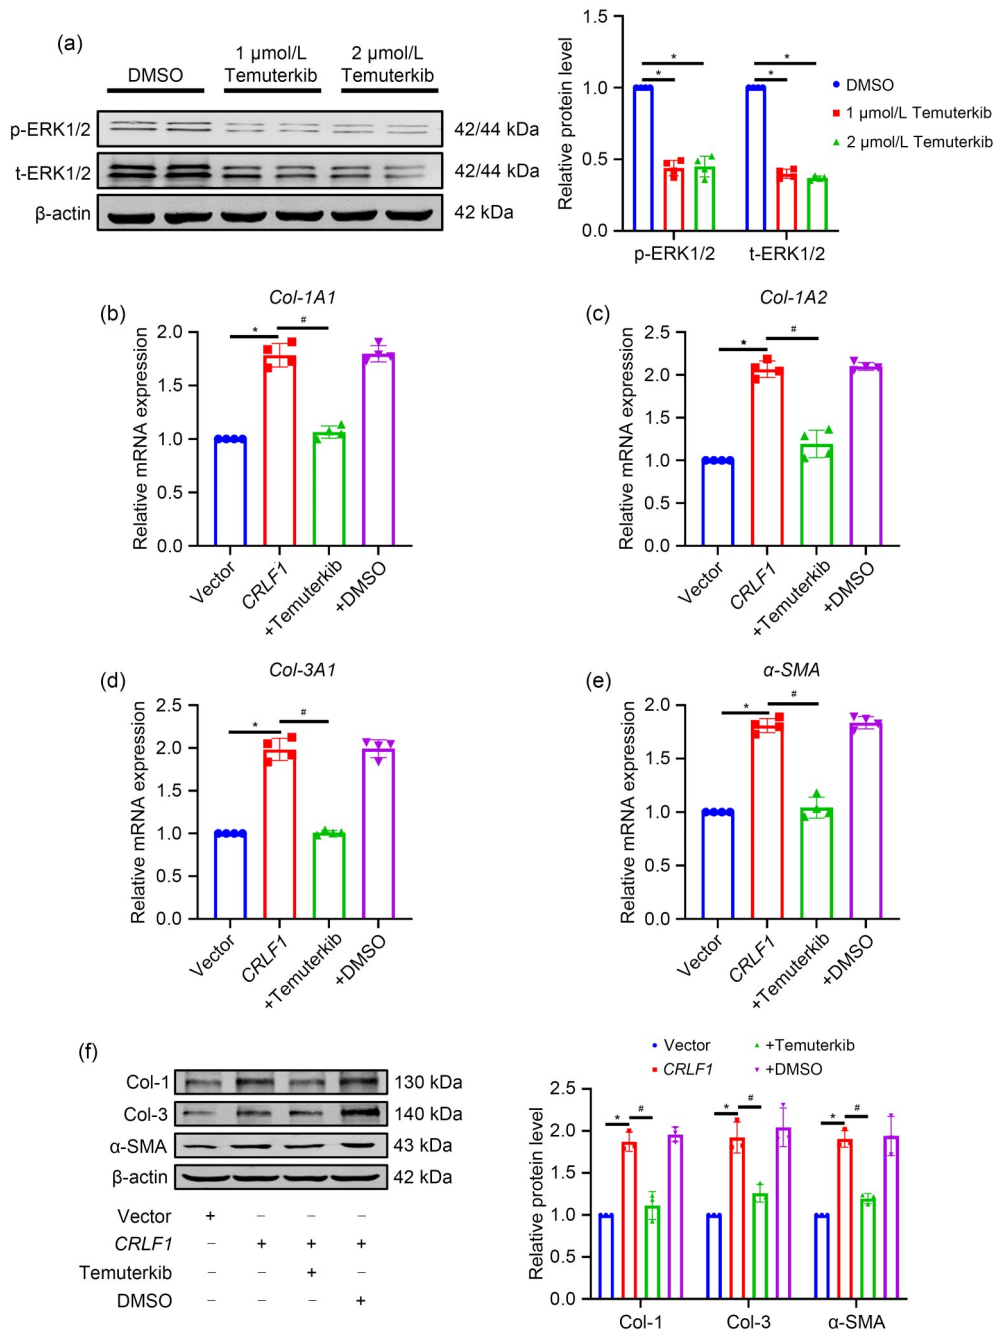 (a)
DMSO
1 μmol/L
Temuterkib
2 μmol/L
Temuterkib
p-ERK1/2
42/44 kDa
t-ERK1/2
42/44 kDa
β-actin
42 kDa
Relative protein level
1.5
1.0
0.5
0.0
* * * *
p-ERK1/2 t-ERK1/2
DMSO
1 μmol/L Temuterkib
2 μmol/L Temuterkib
(b)
Col-1A1
Relative mRNA expression
2.0
1.5
1.0
0.5
0.0
* #
Vector CRLF1 +Temuterkib +DMSO
(c)
Col-1A2
Relative mRNA expression
2.5
2.0
1.5
1.0
0.5
0.0
* #
Vector CRLF1 +Temuterkib +DMSO
(d)
Col-3A1
Relative mRNA expression
2.5
2.0
1.5
1.0
0.5
0.0
* #
Vector CRLF1 +Temuterkib +DMSO
(e)
α-SMA
Relative mRNA expression
2.0
1.5
1.0
0.5
0.0
* #
Vector CRLF1 +Temuterkib +DMSO
(f)
Col-1 130 kDa
Col-3 140 kDa
α-SMA 43 kDa
β-actin 42 kDa
Vector + – – –
CRLF1 – + + +
Temuterkib – – + –
DMSO – – – +
Vector +Temuterkib
CRLF1 +DMSO
Relative protein level
2.5
2.0
1.5
1.0
0.5
0.0
* # * # * #
Col-1 Col-3 α-SMA